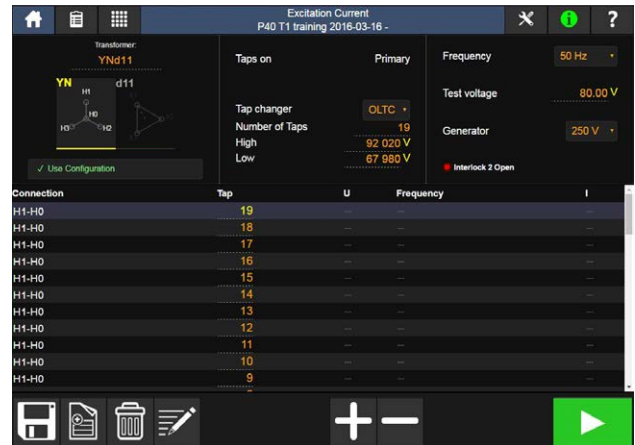 Excitation Current
P40 T1 training 2016-03-16 -
i
?
Transformer:
YNd11
YN
d11
H1
H0
H3 H2
✓ Use Configuration
Taps on Primary
Tap changer OLTC
Number of Taps 19
High 92 020 V
Low 67 980 V
Frequency 50 Hz
Test voltage 80.00 V
Generator 250 V
Interlock 2 Open
Connection Tap U Frequency I
H1-H0 19 -- -- --
H1-H0 18 -- -- --
H1-H0 17 -- -- --
H1-H0 16 -- -- --
H1-H0 15 -- -- --
H1-H0 14 -- -- --
H1-H0 13 -- -- --
H1-H0 12 -- -- --
H1-H0 11 -- -- --
H1-H0 10 -- -- --
H1-H0 9 -- -- --